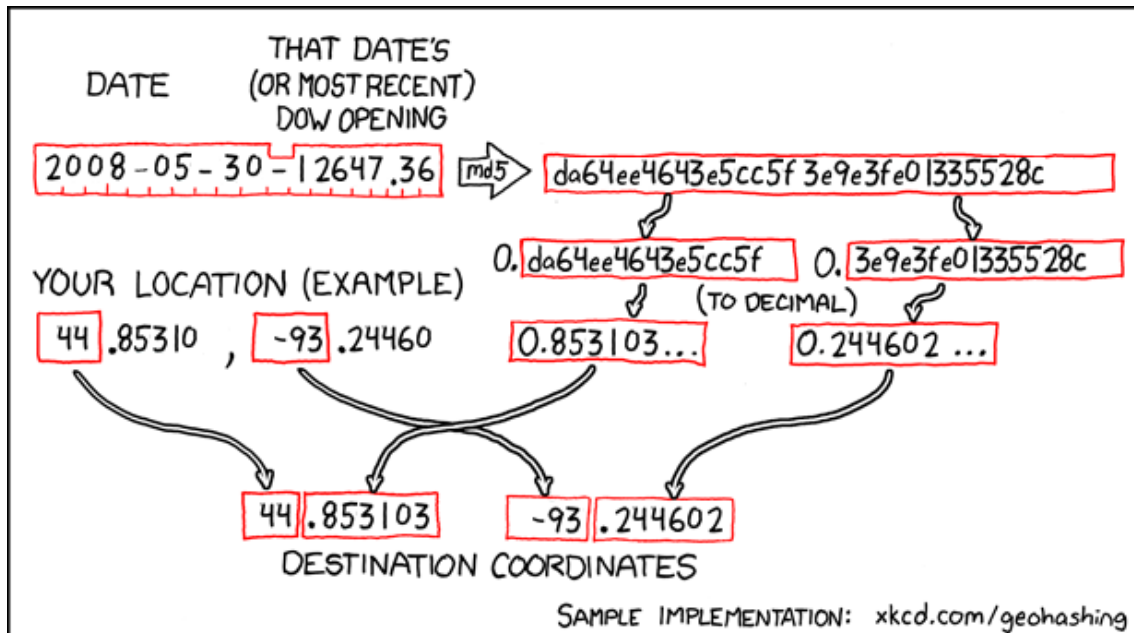 DATE
THAT DATE'S
(OR MOST RECENT)
DOW OPENING
2008-05-30-12647.36
md5
da64ee4643e5cc5f3e9e3fe01335528c
0.da64ee4643e5cc5f
0.3e9e3fe01335528c
YOUR LOCATION (EXAMPLE)
(TO DECIMAL)
44.85310, -93.24460
0.853103...
0.244602...
44.853103
-93.244602
DESTINATION COORDINATES
SAMPLE IMPLEMENTATION: xkcd.com/geohashing